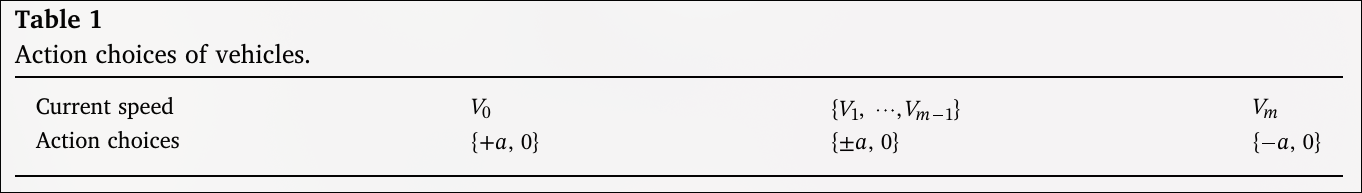 Table 1
Action choices of vehicles.
Current speed V₀ {V₁, ⋯, Vₘ₋₁} Vₘ
Action choices {+a, 0} {±a, 0} {−a, 0}